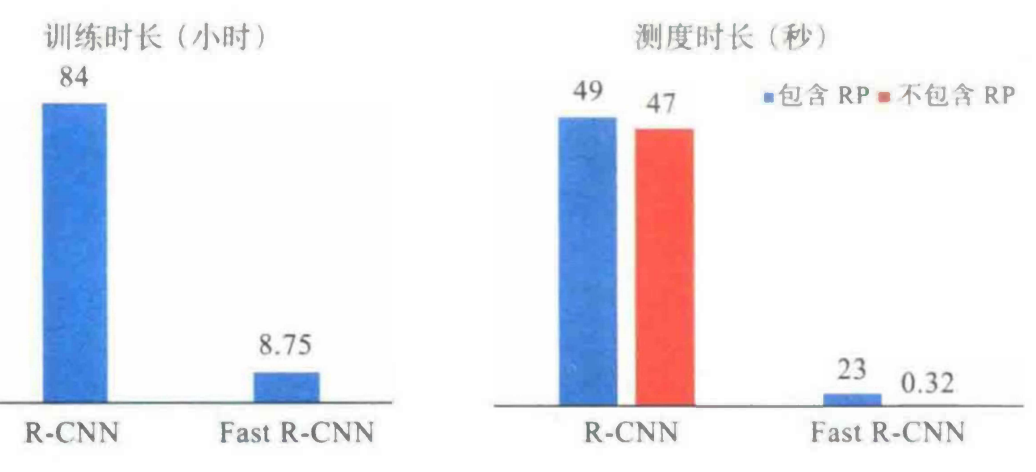 训练时长（小时）
84
8.75
R-CNN
Fast R-CNN
测度时长（秒）
包含 RP 不包含 RP
49
47
23
0.32
R-CNN
Fast R-CNN